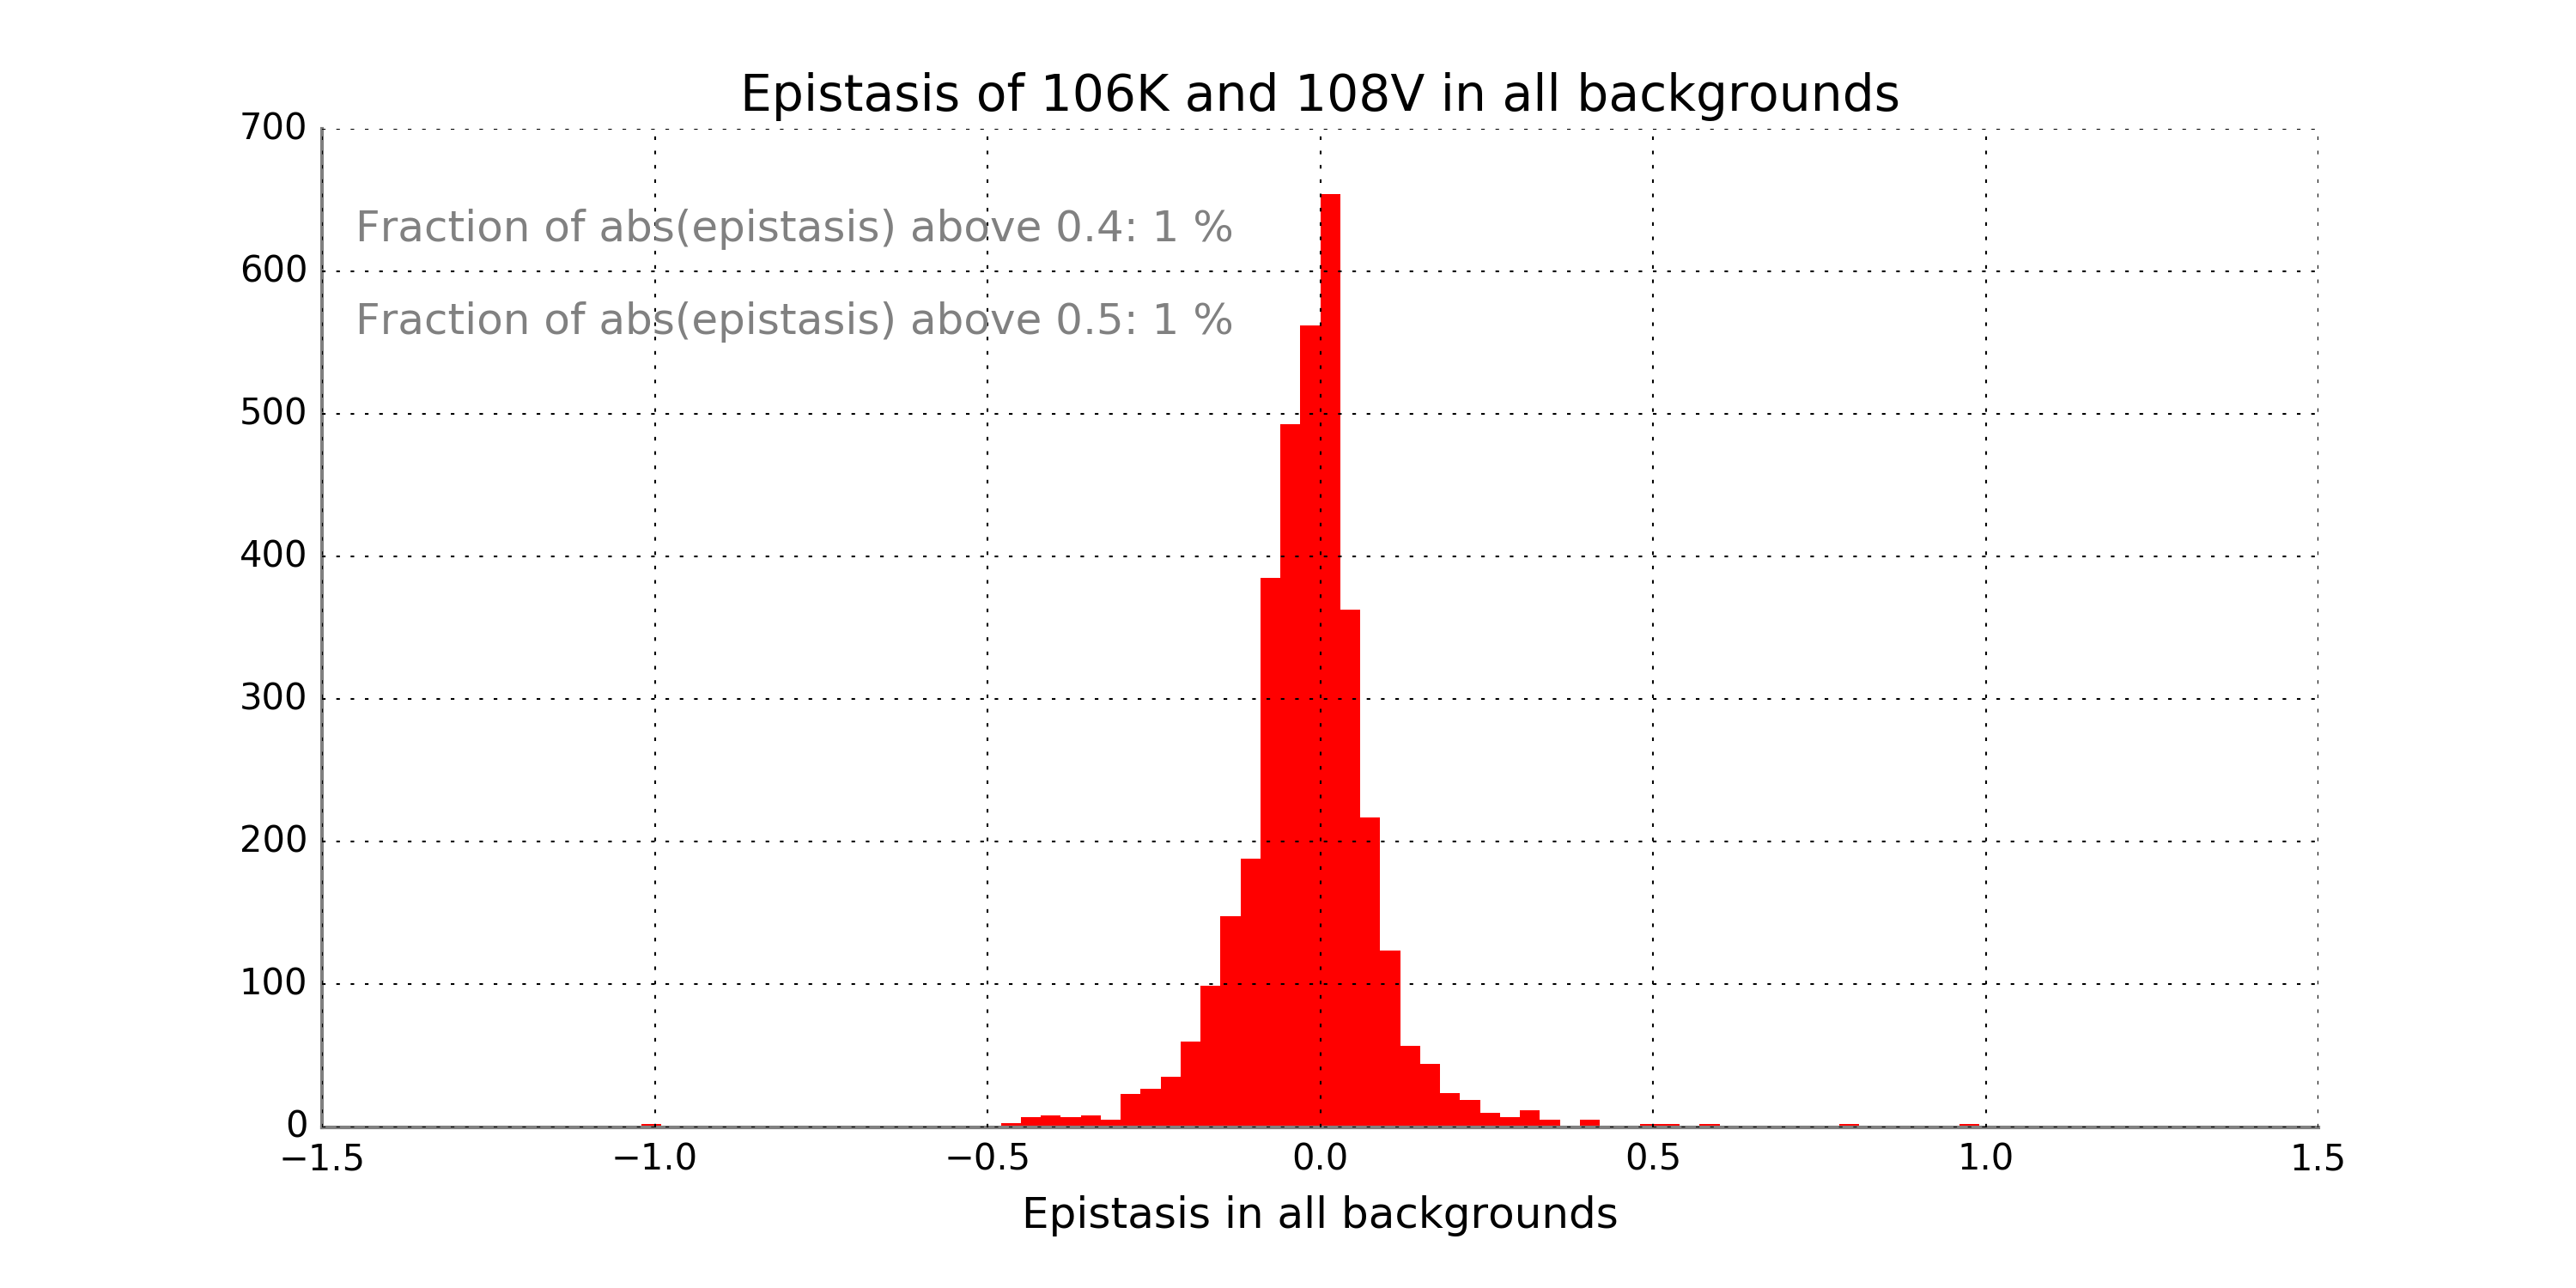 Epistasis of 106K and 108V in all backgrounds
700
Fraction of abs(epistasis) above 0.4: 1 %
600
Fraction of abs(epistasis) above 0.5: 1 %
500
400
300
200
100
0
−1.5 −1.0 −0.5 0.0 0.5 1.0 1.5
Epistasis in all backgrounds